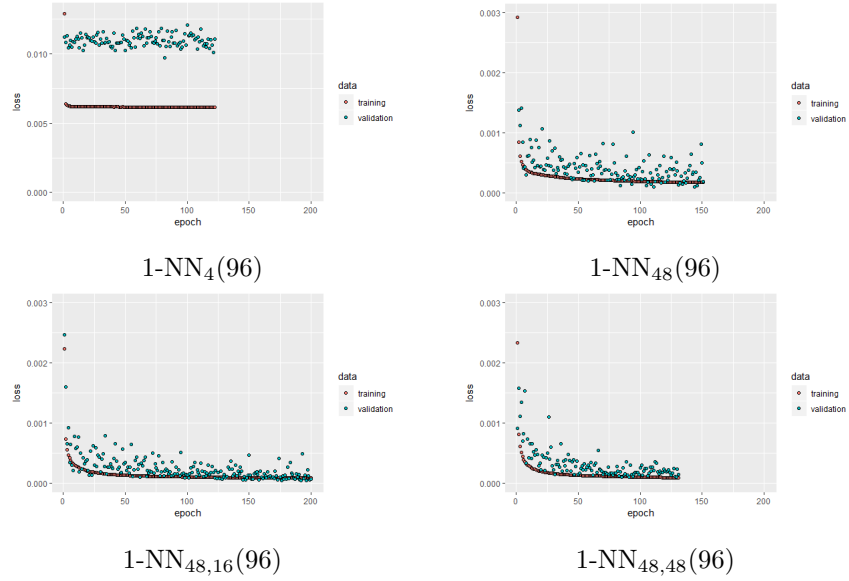 0.010
0.005
0.000
loss
0 50 100 150 200
epoch
data
training
validation
1-NN₄(96)
0.003
0.002
0.001
0.000
loss
0 50 100 150 200
epoch
data
training
validation
1-NN₄₈(96)
0.003
0.002
0.001
0.000
loss
0 50 100 150 200
epoch
data
training
validation
1-NN₄₈,₁₆(96)
0.003
0.002
0.001
0.000
loss
0 50 100 150 200
epoch
data
training
validation
1-NN₄₈,₄₈(96)